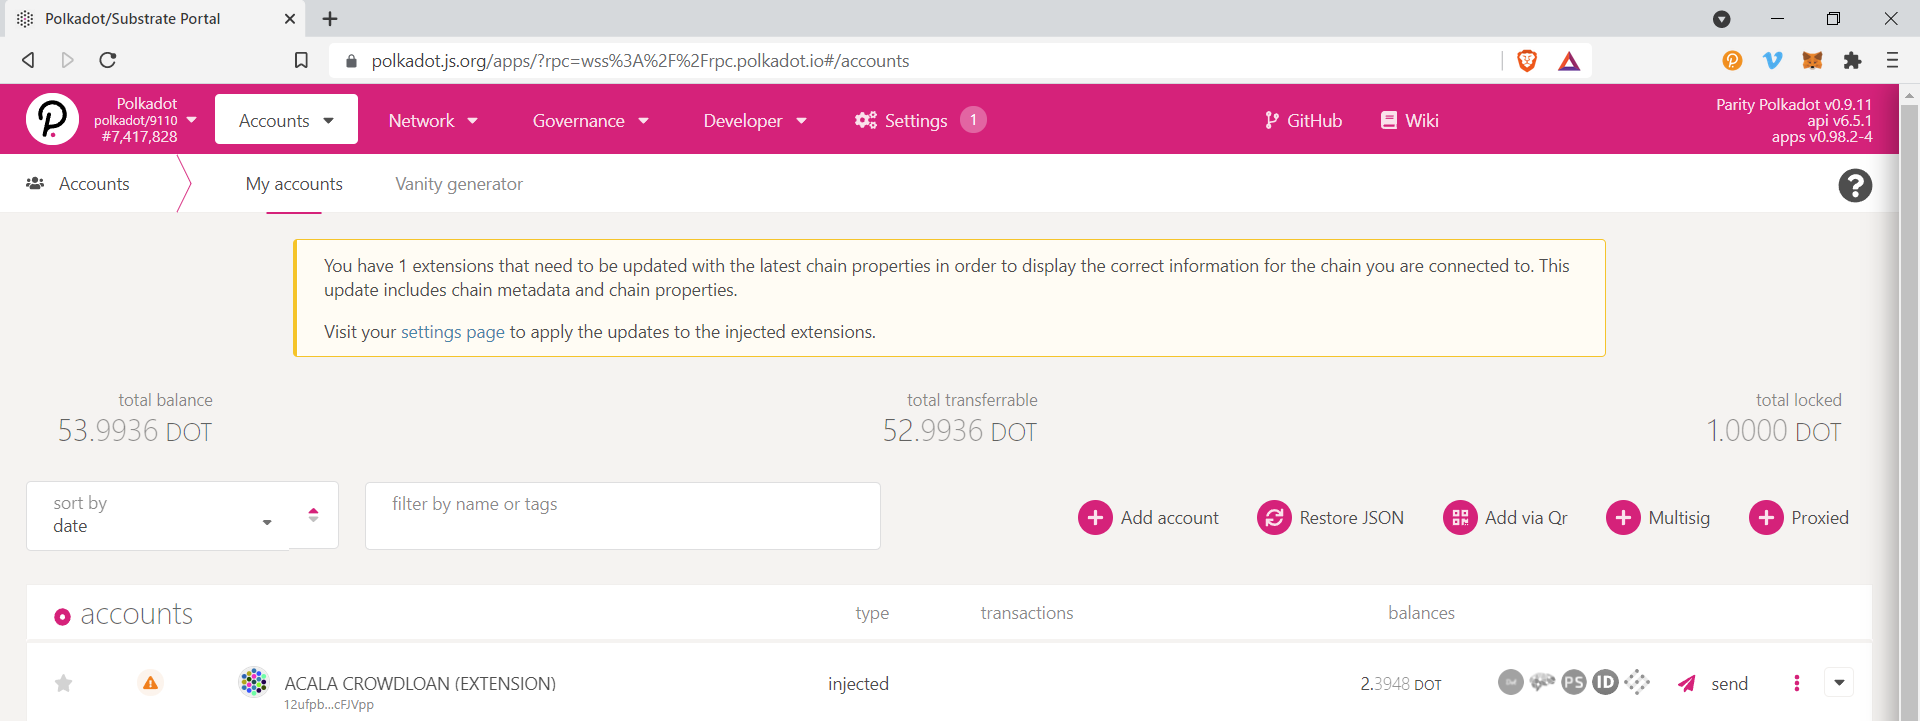 Polkadot/Substrate Portal
polkadot.js.org/apps/?rpc=wss%3A%2F%2Frpc.polkadot.io#/accounts
Polkadot
polkadot/9110
#7,417,828
Accounts
Network
Governance
Developer
Settings 1
GitHub
Wiki
Parity Polkadot v0.9.11
api v6.5.1
apps v0.98.2-4
Accounts
My accounts
Vanity generator
You have 1 extensions that need to be updated with the latest chain properties in order to display the correct information for the chain you are connected to. This
update includes chain metadata and chain properties.
Visit your settings page to apply the updates to the injected extensions.
total balance
53.9936 DOT
total transferrable
52.9936 DOT
total locked
1.0000 DOT
sort by
date
filter by name or tags
Add account
Restore JSON
Add via Qr
Multisig
Proxied
accounts
type
transactions
balances
ACALA CROWDLOAN (EXTENSION)
12ufpb...cFJVpp
injected
2.3948 DOT
PS
ID
send